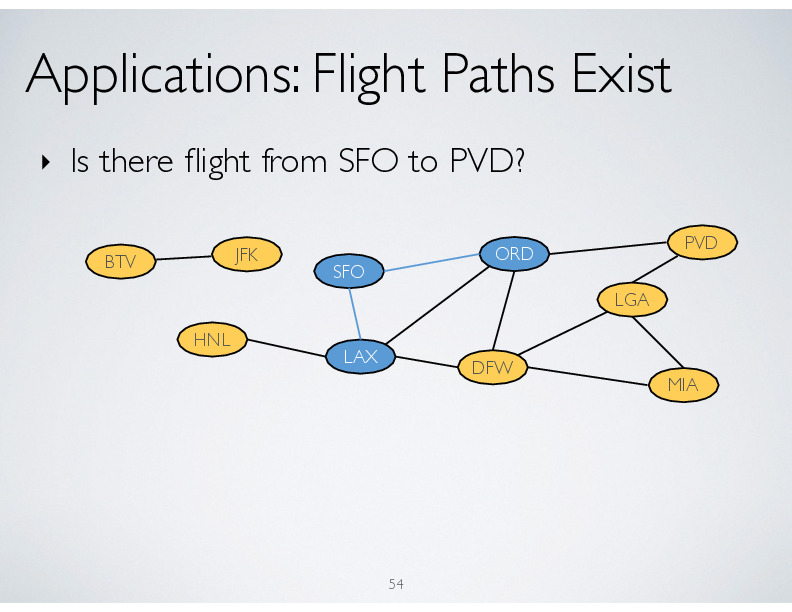 Applications: Flight Paths Exist
‣ Is there flight from SFO to PVD?
PVD
ORD
JFK
BTV
SFO
LGA
HNL
LAX
DFW
MIA
54